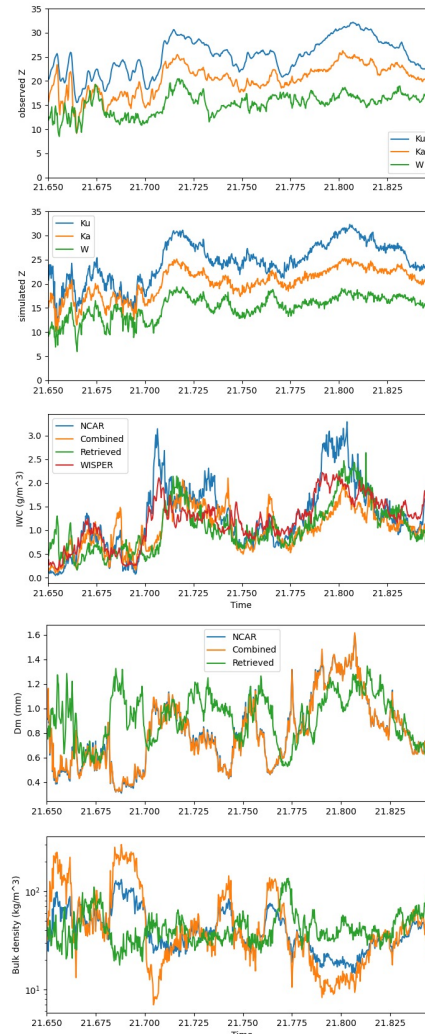 35
30
25
20
15
10
5
0
observed Z
Ku
Ka
W
21.650 21.675 21.700 21.725 21.750 21.775 21.800 21.825
35
30
25
20
15
10
5
0
simulated Z
Ku
Ka
W
21.650 21.675 21.700 21.725 21.750 21.775 21.800 21.825
3.0
2.5
2.0
1.5
1.0
0.5
0.0
IWC (g/m^3)
NCAR
Combined
Retrieved
WISPER
21.650 21.675 21.700 21.725 21.750 21.775 21.800 21.825
Time
1.6
1.4
1.2
1.0
0.8
0.6
0.4
Dm (mm)
NCAR
Combined
Retrieved
21.650 21.675 21.700 21.725 21.750 21.775 21.800 21.825
10^2
10^1
Bulk density (kg/m^3)
21.650 21.675 21.700 21.725 21.750 21.775 21.800 21.825
Time